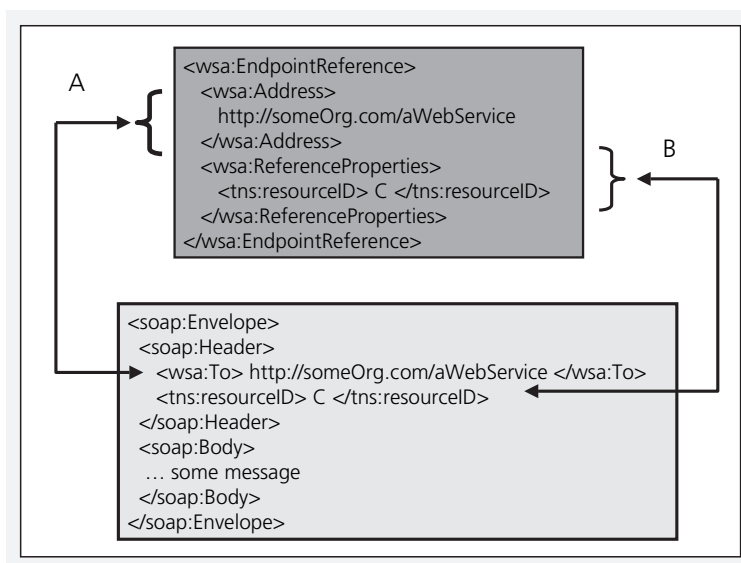 A
<wsa:EndpointReference>
<wsa:Address>
http://someOrg.com/aWebService
</wsa:Address>
<wsa:ReferenceProperties>
<tns:resourceID> C </tns:resourceID>
</wsa:ReferenceProperties>
</wsa:EndpointReference>
B
<soap:Envelope>
<soap:Header>
<wsa:To> http://someOrg.com/aWebService </wsa:To>
<tns:resourceID> C </tns:resourceID>
</soap:Header>
<soap:Body>
… some message
</soap:Body>
</soap:Envelope>